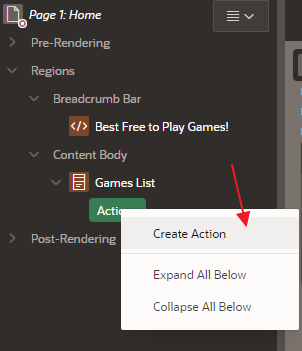 Page 1: Home
Pre-Rendering
Regions
Breadcrumb Bar
Best Free to Play Games!
Content Body
Games List
Create Action
Post-Rendering
Expand All Below
Collapse All Below